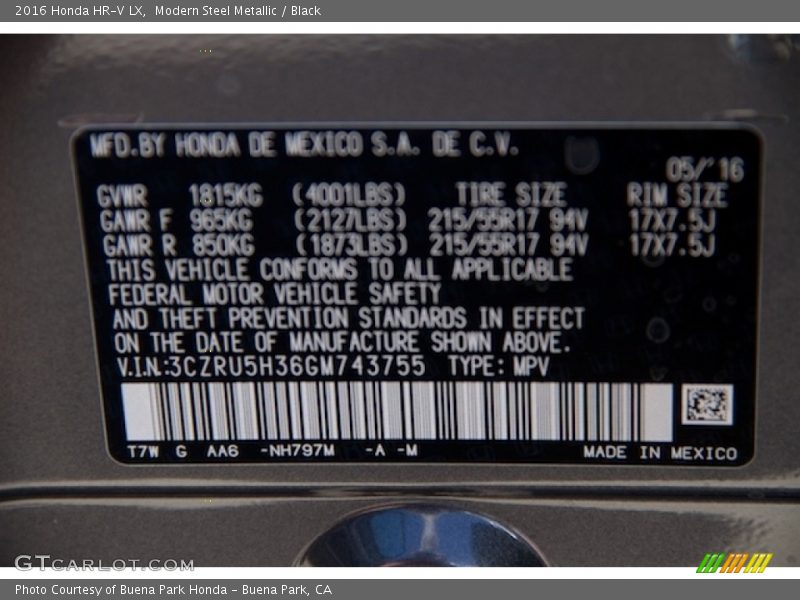 2016 Honda HR-V LX, Modern Steel Metallic / Black
MFD.BY HONDA DE MEXICO S.A. DE C.V.
05/'16
GVWR 1815KG (4001LBS) TIRE SIZE RIM SIZE
GAWR F 965KG (2127LBS) 215/55R17 94V 17X7.5J
GAWR R 850KG (1873LBS) 215/55R17 94V 17X7.5J
THIS VEHICLE CONFORMS TO ALL APPLICABLE
FEDERAL MOTOR VEHICLE SAFETY
AND THEFT PREVENTION STANDARDS IN EFFECT
ON THE DATE OF MANUFACTURE SHOWN ABOVE.
V.I.N.:3CZRU5H36GM743755 TYPE: MPV
T7W G AA6 -NH797M -A -M MADE IN MEXICO
GTCARLOT.COM
Photo Courtesy of Buena Park Honda - Buena Park, CA